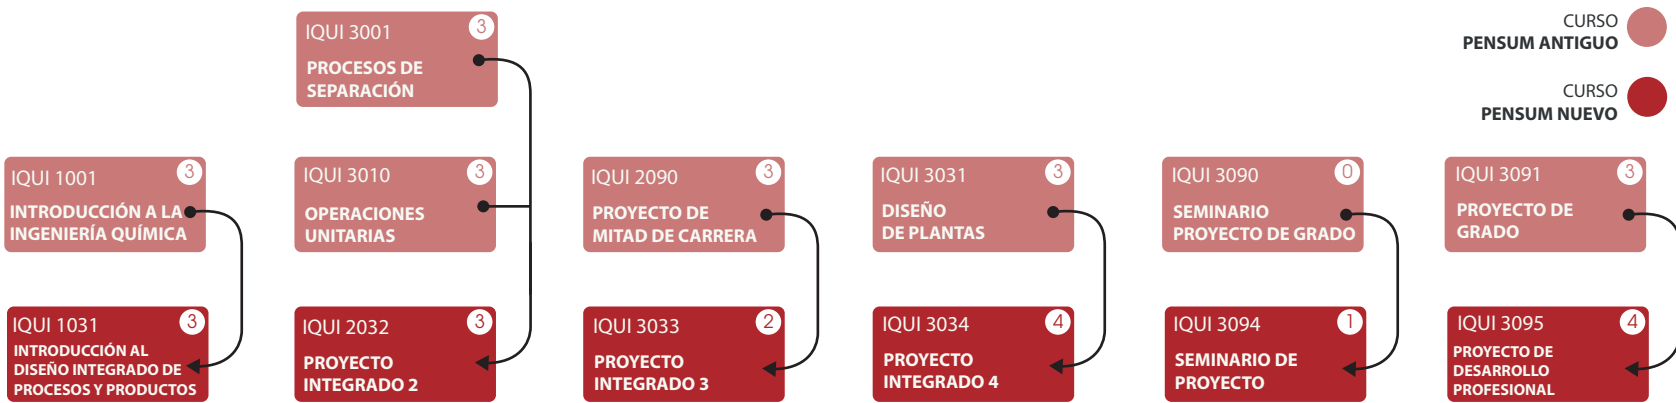 IQUI 3001
3
PROCESOS DE
SEPARACIÓN
CURSO
PENSUM ANTIGUO
CURSO
PENSUM NUEVO
IQUI 1001
3
INTRODUCCIÓN A LA
INGENIERÍA QUÍMICA
IQUI 3010
3
OPERACIONES
UNITARIAS
IQUI 2090
3
PROYECTO DE
MITAD DE CARRERA
IQUI 3031
3
DISEÑO
DE PLANTAS
IQUI 3090
0
SEMINARIO
PROYECTO DE GRADO
IQUI 3091
3
PROYECTO DE
GRADO
IQUI 1031
3
INTRODUCCIÓN AL
DISEÑO INTEGRADO DE
PROCESOS Y PRODUCTOS
IQUI 2032
3
PROYECTO
INTEGRADO 2
IQUI 3033
2
PROYECTO
INTEGRADO 3
IQUI 3034
4
PROYECTO
INTEGRADO 4
IQUI 3094
1
SEMINARIO DE
PROYECTO
IQUI 3095
4
PROYECTO DE
DESARROLLO
PROFESIONAL